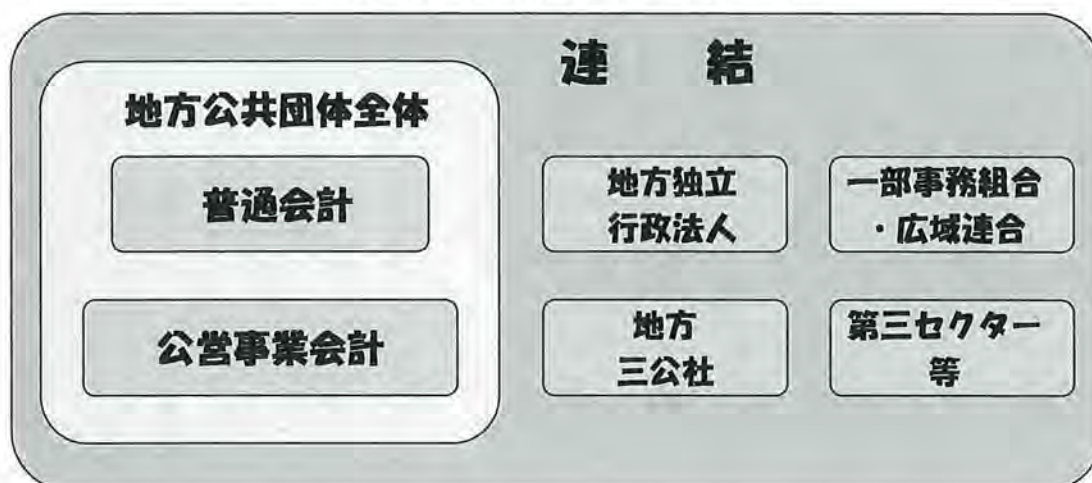 連 結
地方公共団体全体
普通会計
公営事業会計
地方独立
行政法人
一部事務組合
・広域連合
地方
三公社
第三セクター
等